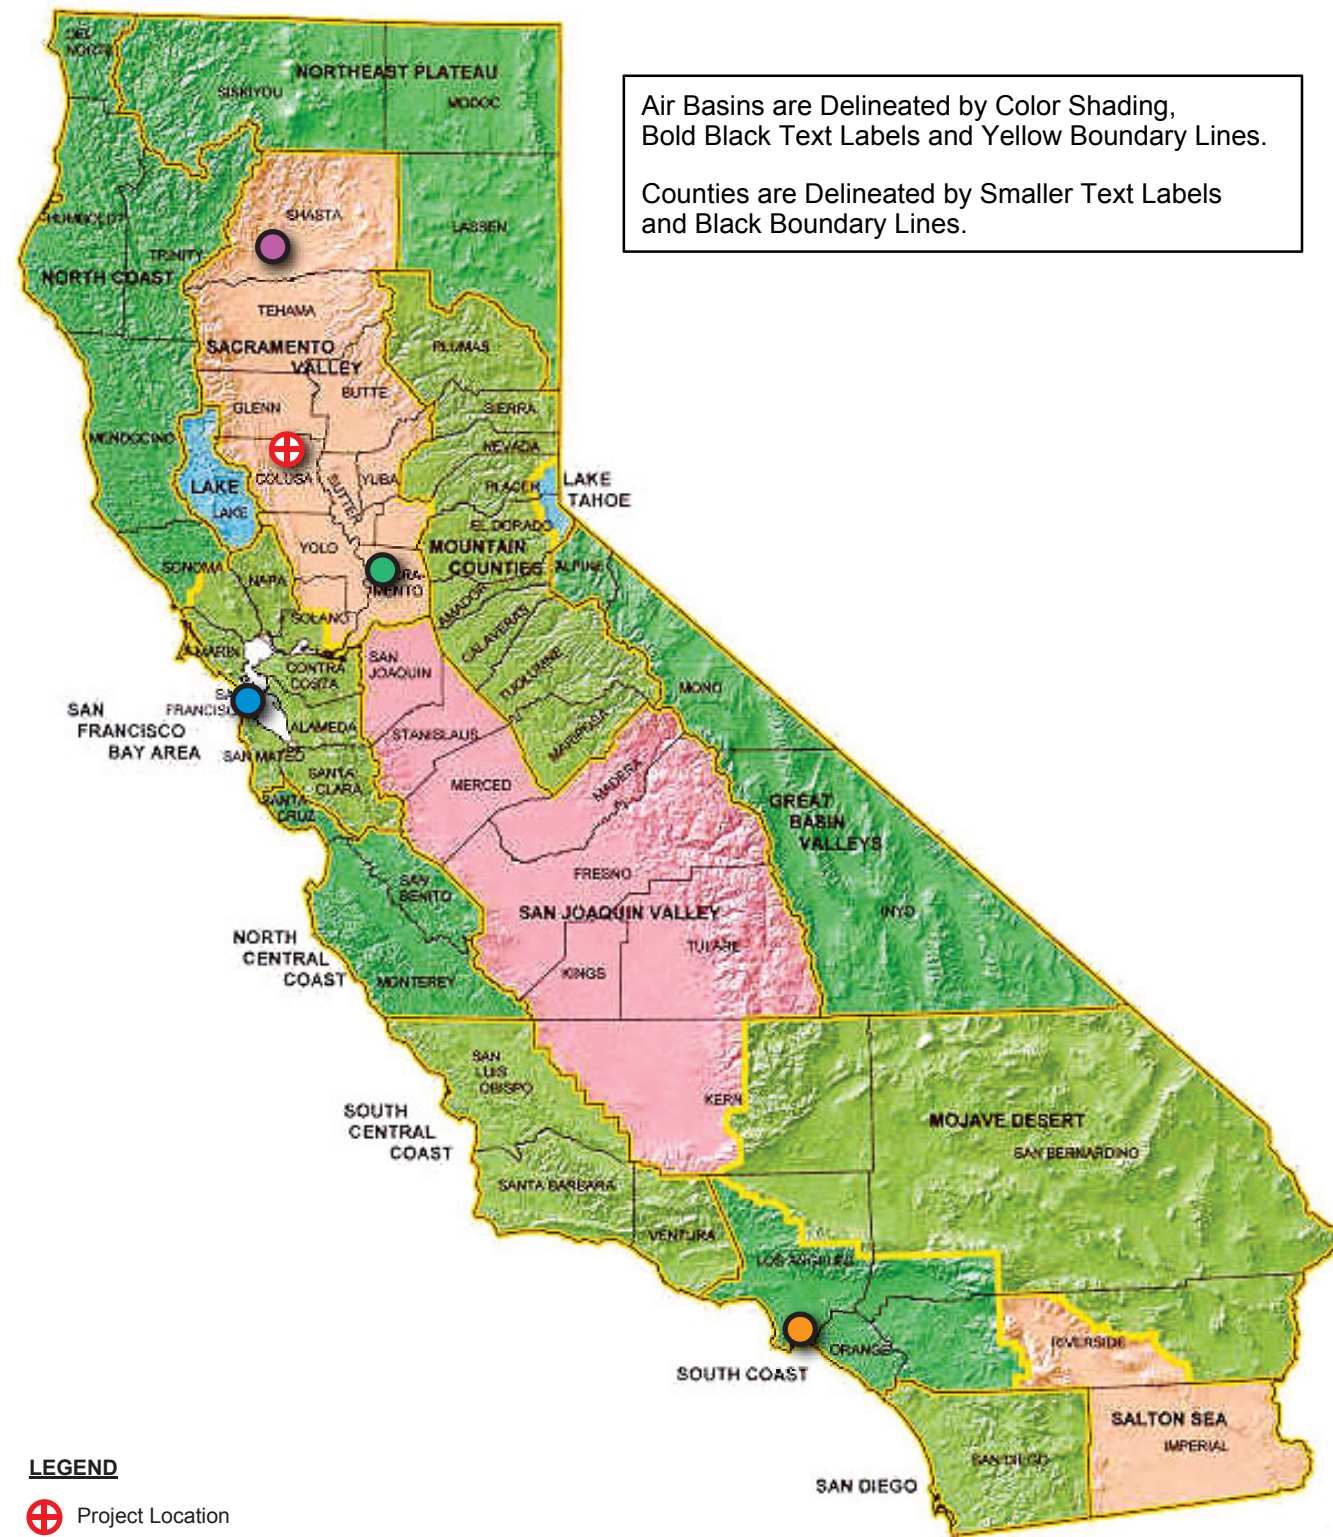 DEL
NORTE
SISKIYOU
NORTHEAST PLATEAU
MODOC
Air Basins are Delineated by Color Shading,
Bold Black Text Labels and Yellow Boundary Lines.
Counties are Delineated by Smaller Text Labels
and Black Boundary Lines.
HUMBOLDT
TRINITY
NORTH COAST
SHASTA
LASSEN
TEHAMA
SACRAMENTO
VALLEY
PLUMAS
BUTTE
GLENN
SIERRA
MENDOCINO
NEVADA
COLUSA
SUTTER
YUBA
PLACER
LAKE
TAHOE
LAKE
LAKE
EL DORADO
YOLO
MOUNTAIN
COUNTIES
ALPINE
SONOMA
NAPA
MENTO
AMADOR
SOLANO
CALAVERAS
MARIN
CONTRA
COSTA
SAN
JOAQUIN
TUOLUMNE
MONO
SAN
FRANCISCO
BAY AREA
ALAMEDA
STANISLAUS
MARIPOSA
SAN MATEO
SANTA
CLARA
MERCED
MADERA
SANTA
CRUZ
GREAT
BASIN
VALLEYS
SAN
BENITO
FRESNO
SAN JOAQUIN VALLEY
INYO
NORTH
CENTRAL
COAST
MONTEREY
KINGS
TULARE
SAN
LUIS
OBISPO
KERN
SOUTH
CENTRAL
COAST
MOJAVE DESERT
SAN BERNARDINO
SANTA BARBARA
VENTURA
LOS ANGELES
ORANGE
RIVERSIDE
SOUTH COAST
SALTON SEA
IMPERIAL
SAN DIEGO
SAN DIEGO
LEGEND
Project Location